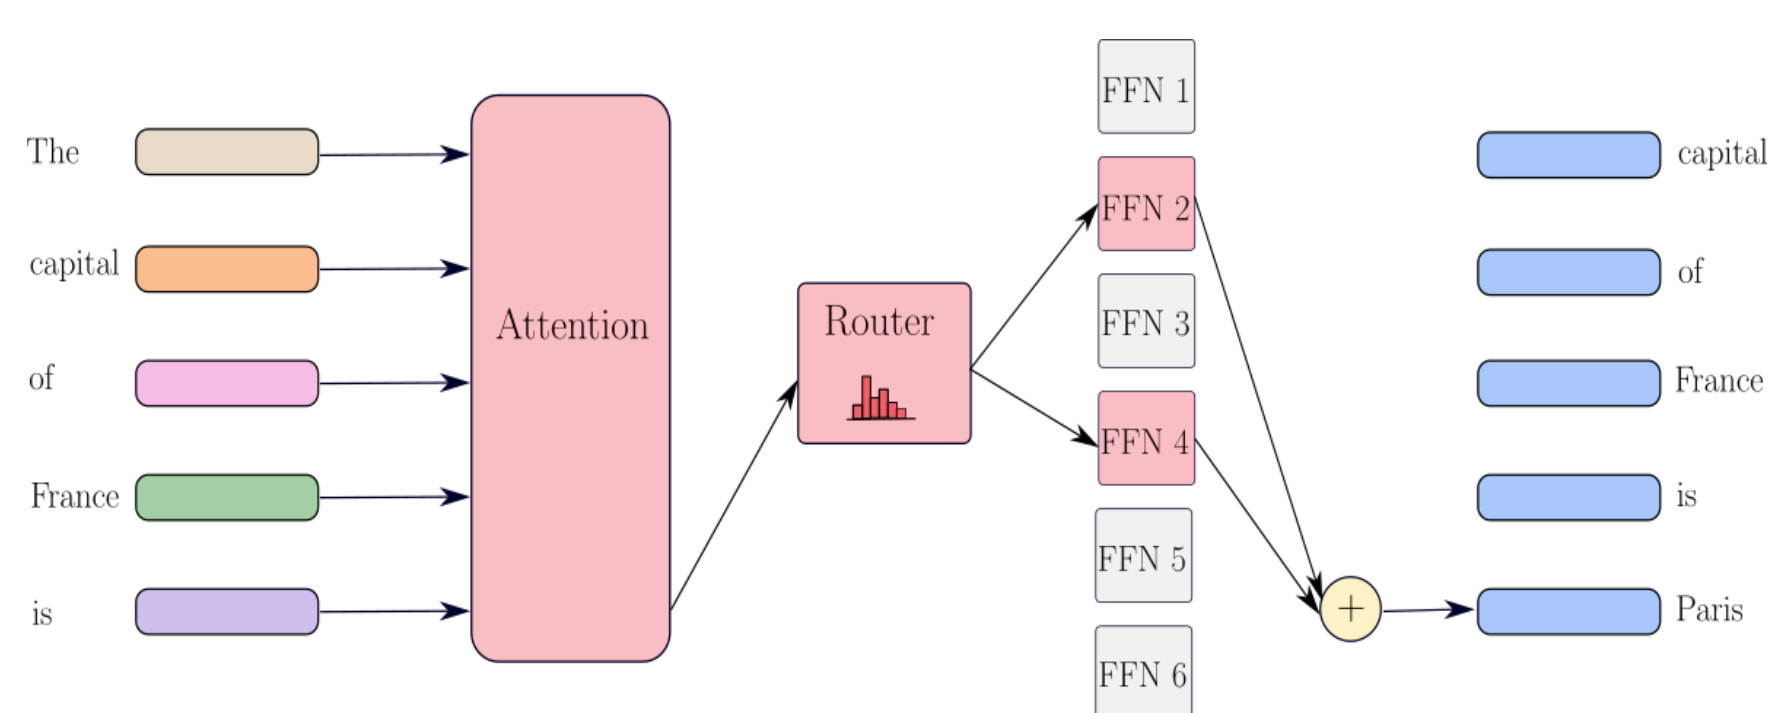 The
capital
of
France
is
Attention
Router
FFN 1
FFN 2
FFN 3
FFN 4
FFN 5
FFN 6
+
capital
of
France
is
Paris